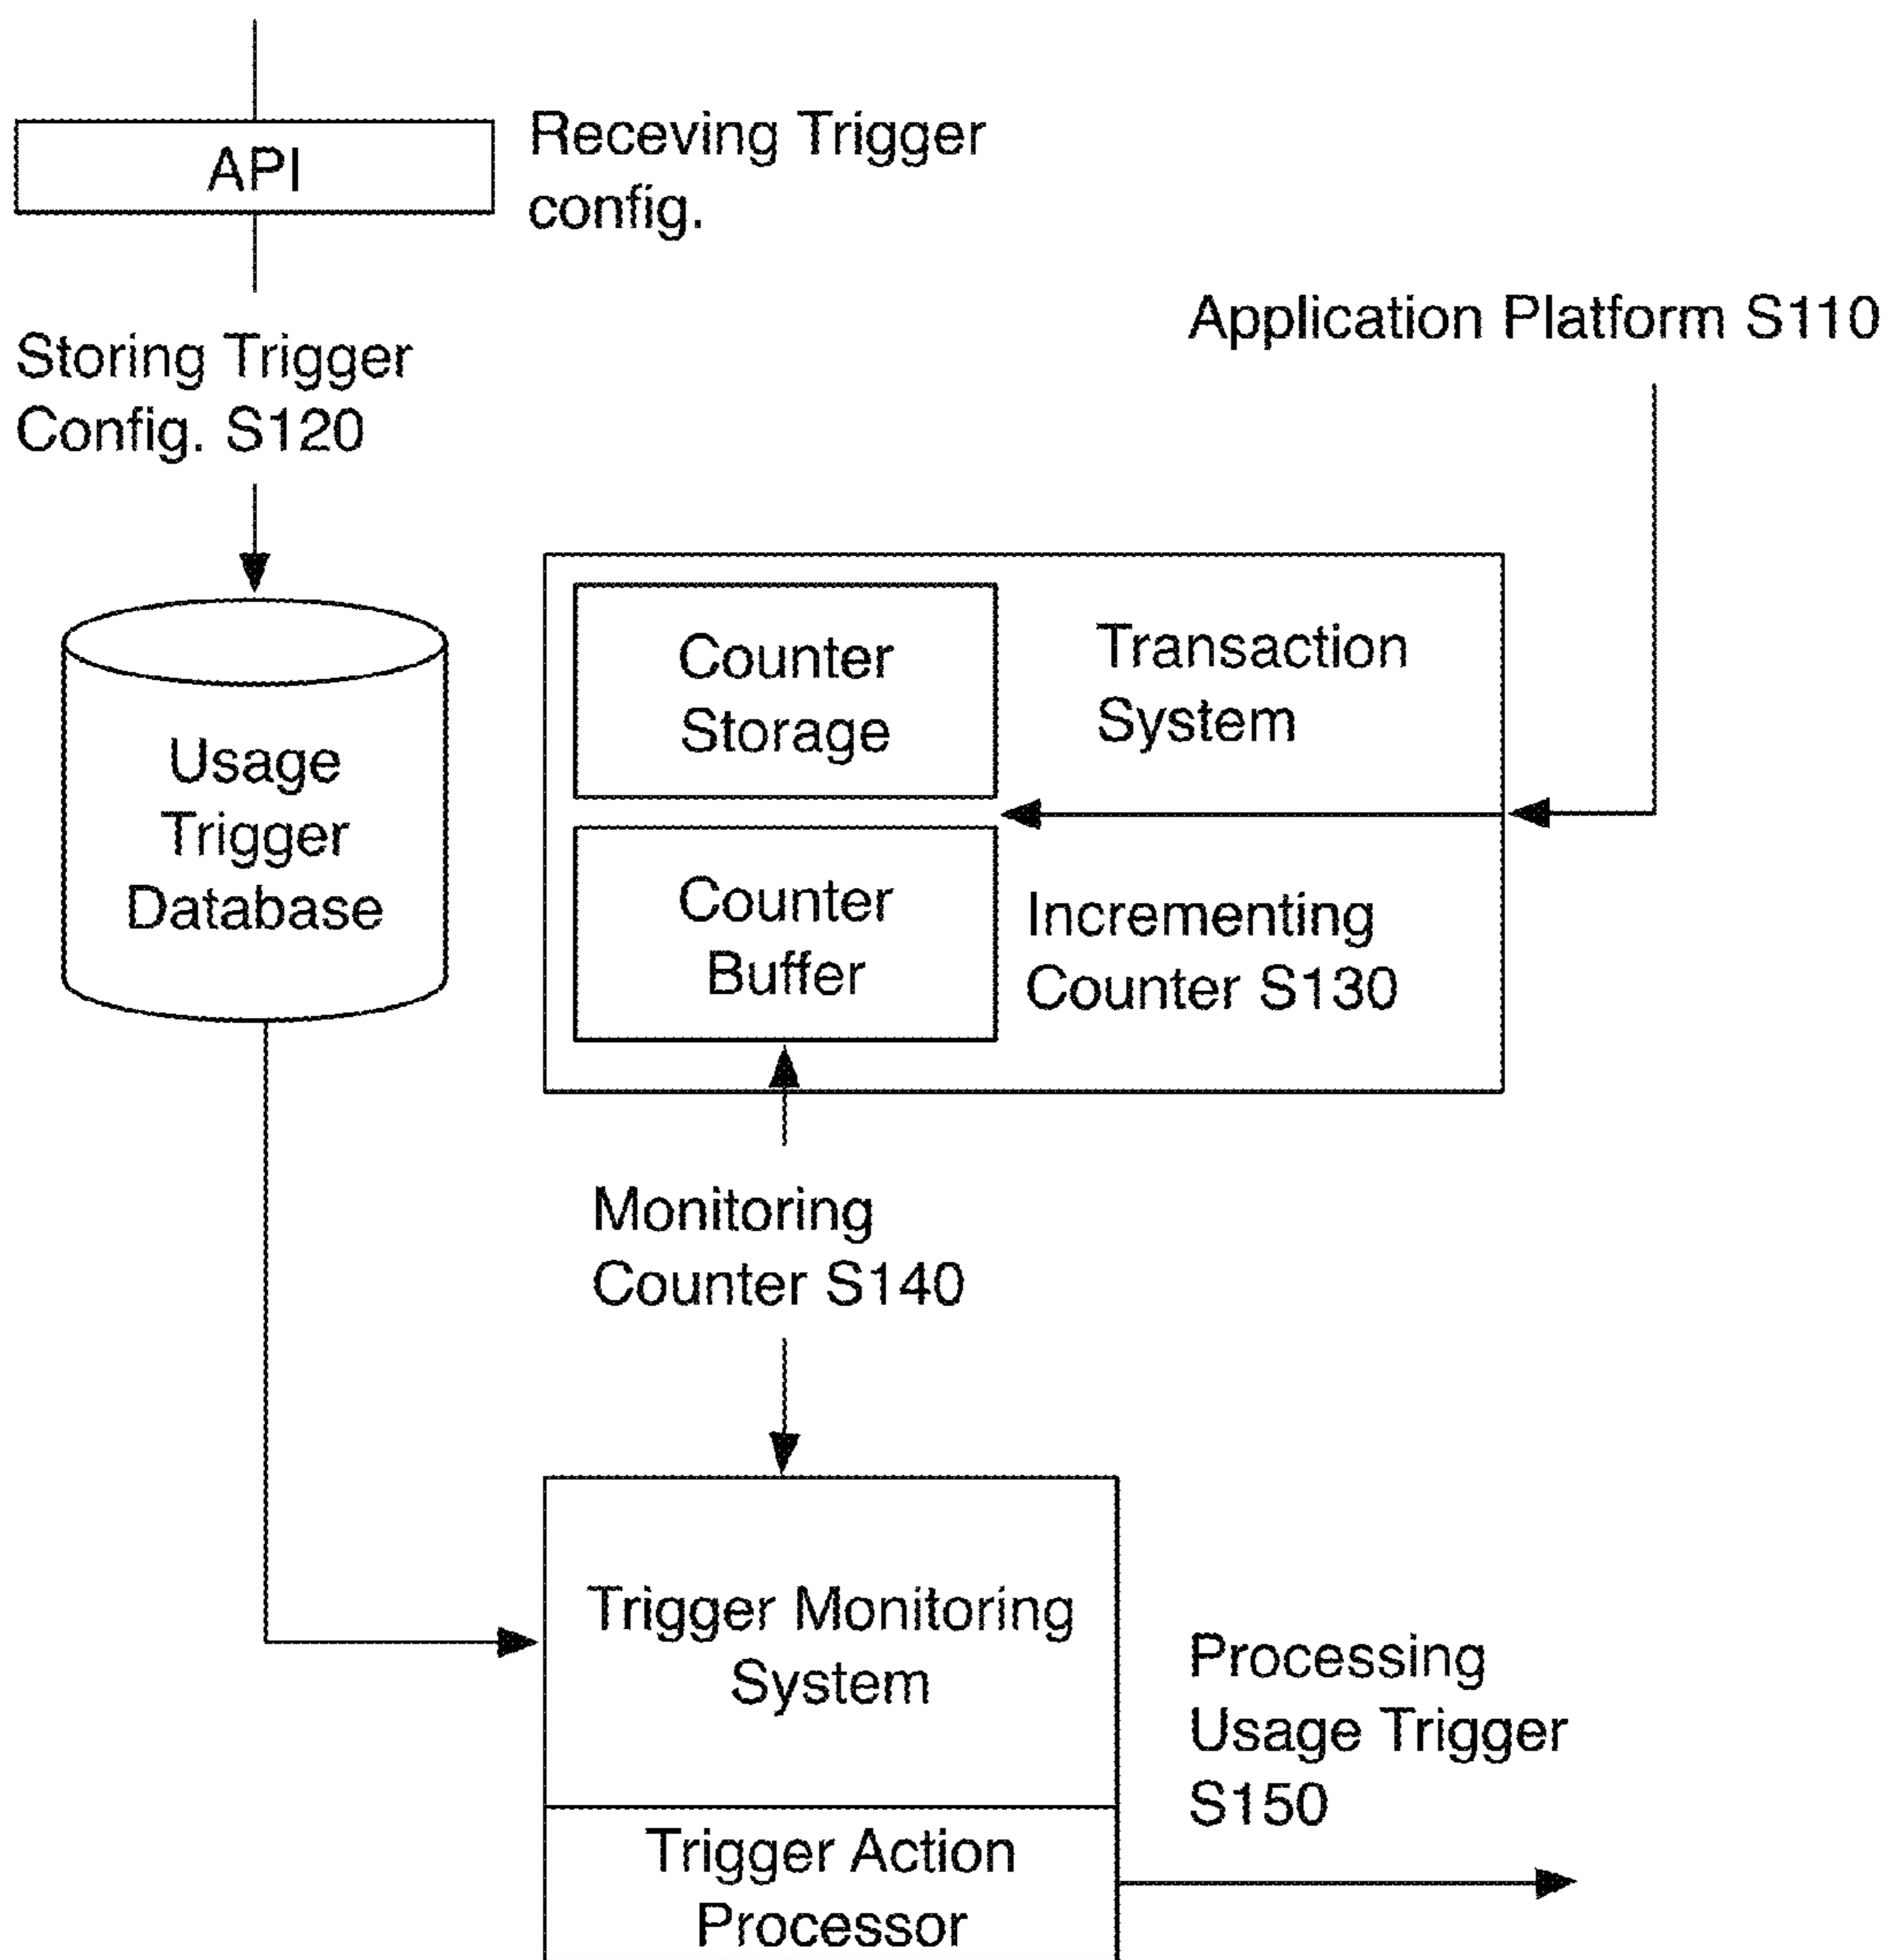 API
Receving Trigger
config.
Storing Trigger
Config. S120
Application Platform S110
Usage
Trigger
Database
Counter
Storage
Transaction
System
Counter
Buffer
Incrementing
Counter S130
Monitoring
Counter S140
Trigger Monitoring
System
Processing
Usage Trigger
S150
Trigger Action
Processor